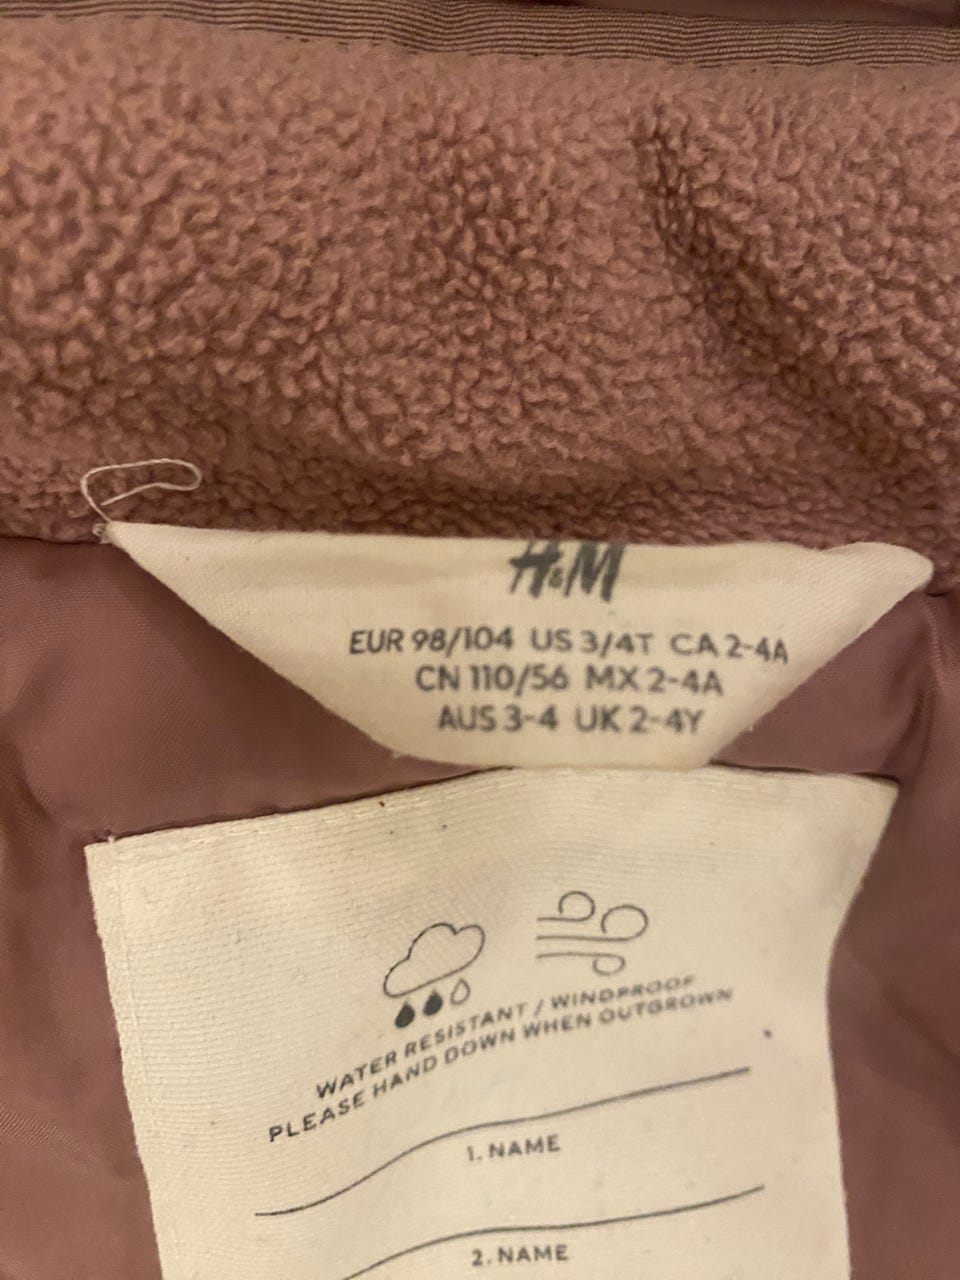 H&M
EUR 98/104 US 3/4T CA 2-4A
CN 110/56 MX 2-4A
AUS 3-4 UK 2-4Y
WATER RESISTANT / WINDPROOF
PLEASE HAND DOWN WHEN OUTGROWN
1. NAME
2. NAME